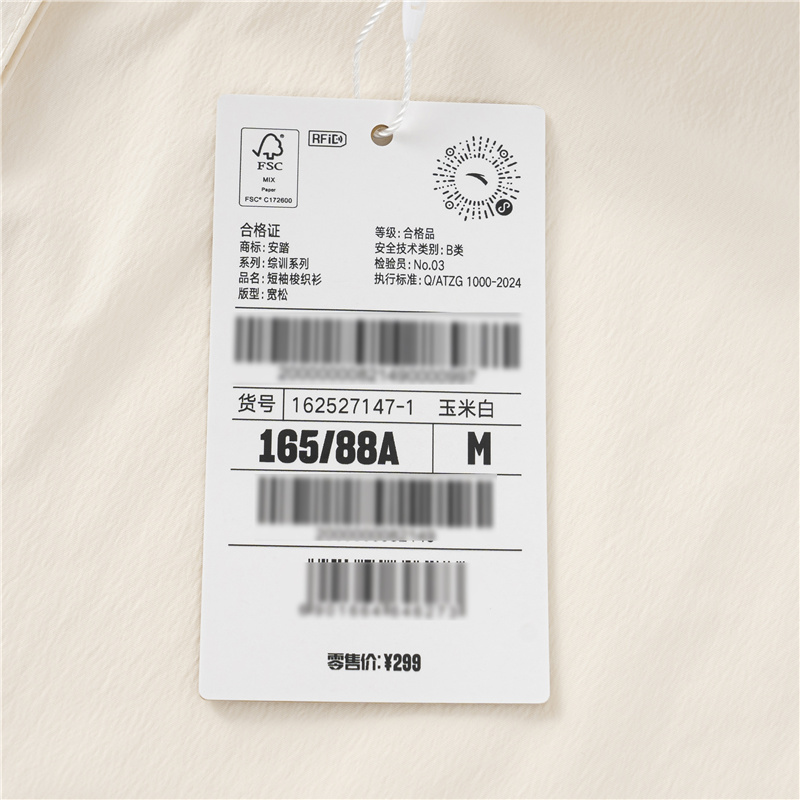 FSC
MIX
Paper
FSC® C172600
RFiD
合格证
商标:安踏
系列:综训系列
品名:短袖梭织衫
版型:宽松
等级:合格品
安全技术类别:B类
检验员:No.03
执行标准:Q/ATZG 1000-2024
货号 162527147-1 玉米白
165/88A M
零售价:¥299